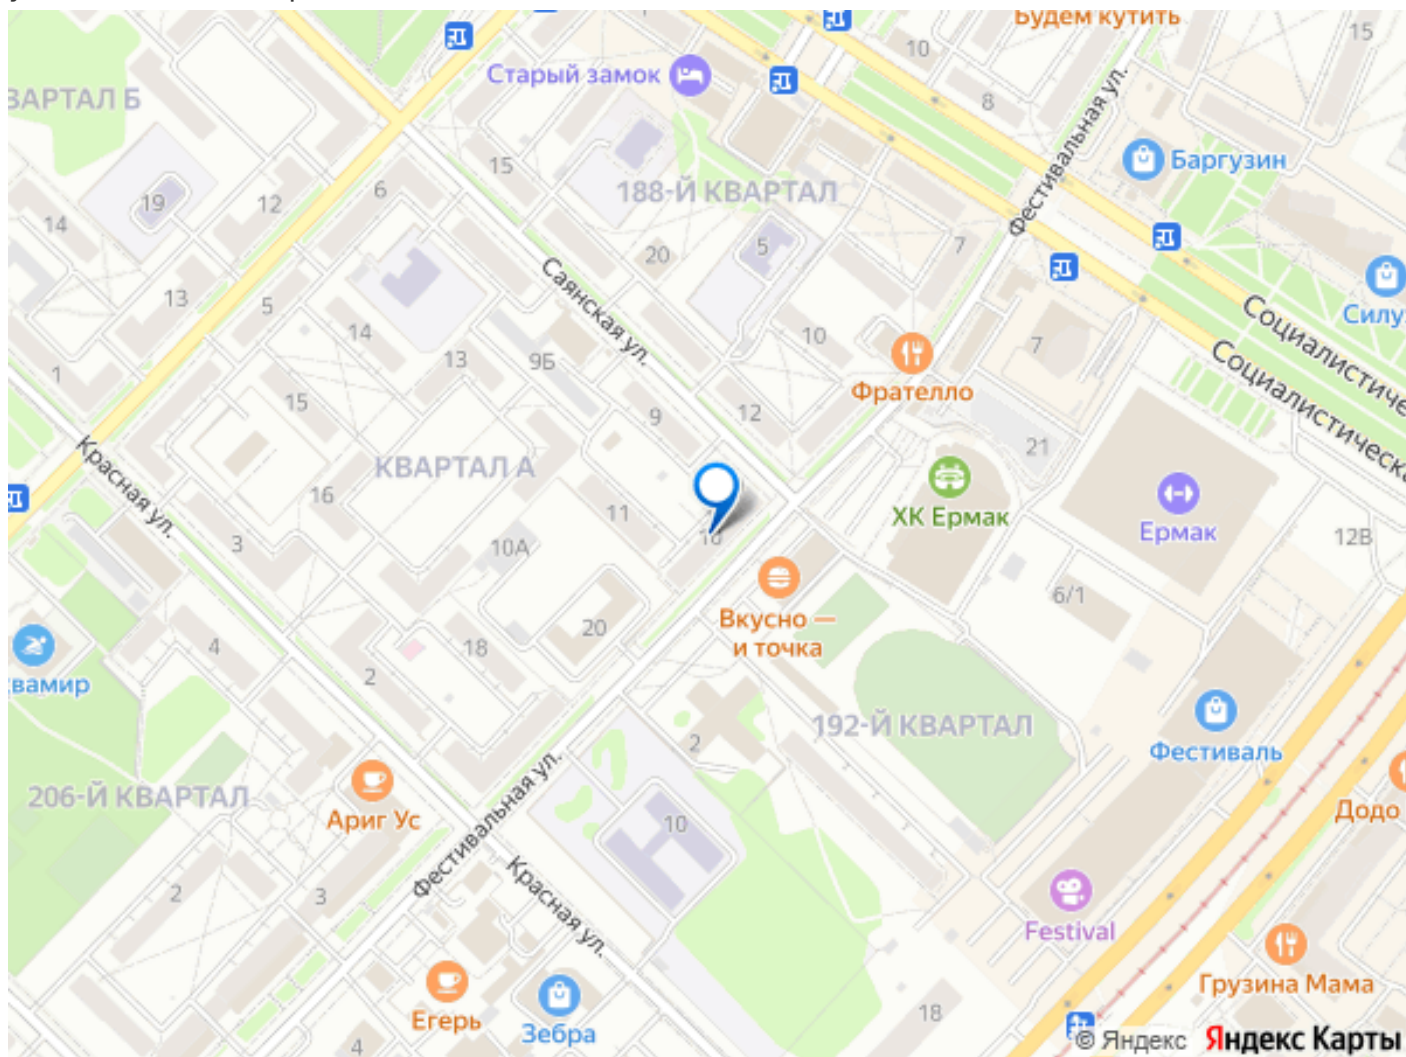 Будем кутить
15
10
Старый замок
8
ЗАРТАЛ Б
Фестивальная ул.
Баргузин
15
188-Й КВАРТАЛ
6
19
12
14
5
7
20
Саянская ул.
13
5
Силу
Социалистиче
14
10
7
9Б
13
1
Социалистическа
Фрателло
15
9
12
21
Красная ул.
КВАРТАЛ А
16
11
ХК Ермак
Ермак
12В
3
10А
6/1
Вкусно —
и точка
20
4
18
2
вамир
192-Й КВАРТАЛ
2
Фестиваль
206-Й КВАРТАЛ
Ариг Ус
Фестивальная ул.
10
Додо
2
3
Красная ул.
Festival
Грузина Мама
Егерь
Зебра
18
4
© Яндекс Яндекс Карты